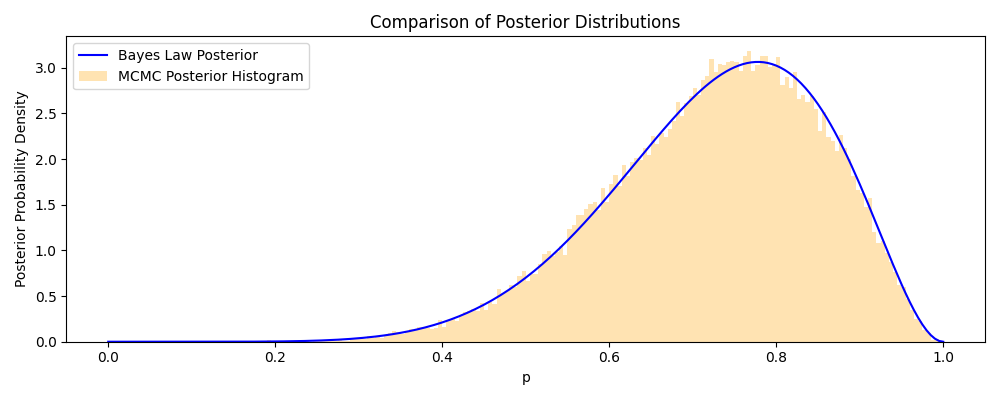 Comparison of Posterior Distributions
Bayes Law Posterior
MCMC Posterior Histogram
Posterior Probability Density
3.0
2.5
2.0
1.5
1.0
0.5
0.0
0.0 0.2 0.4 0.6 0.8 1.0
p